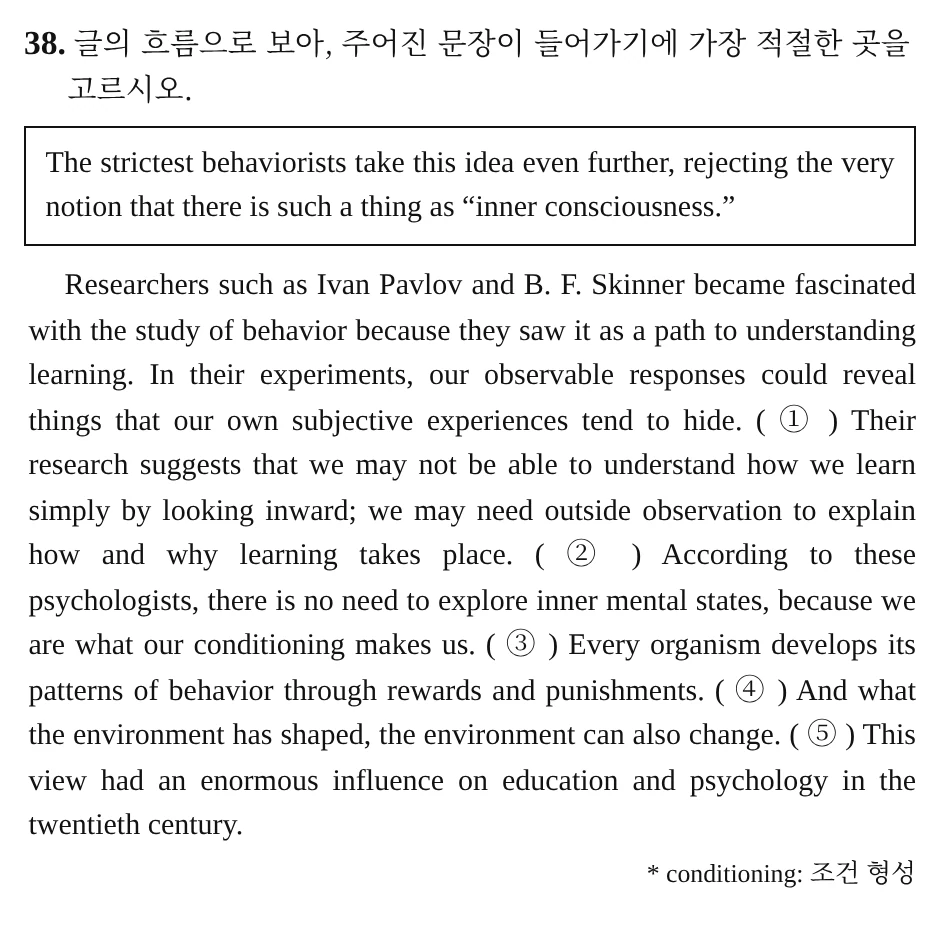 38. 글의 흐름으로 보아, 주어진 문장이 들어가기에 가장 적절한 곳을
고르시오.
The strictest behaviorists take this idea even further, rejecting the very
notion that there is such a thing as “inner consciousness.”
Researchers such as Ivan Pavlov and B. F. Skinner became fascinated
with the study of behavior because they saw it as a path to understanding
learning. In their experiments, our observable responses could reveal
things that our own subjective experiences tend to hide. ( ① ) Their
research suggests that we may not be able to understand how we learn
simply by looking inward; we may need outside observation to explain
how and why learning takes place. ( ② ) According to these
psychologists, there is no need to explore inner mental states, because we
are what our conditioning makes us. ( ③ ) Every organism develops its
patterns of behavior through rewards and punishments. ( ④ ) And what
the environment has shaped, the environment can also change. ( ⑤ ) This
view had an enormous influence on education and psychology in the
twentieth century.
* conditioning: 조건 형성